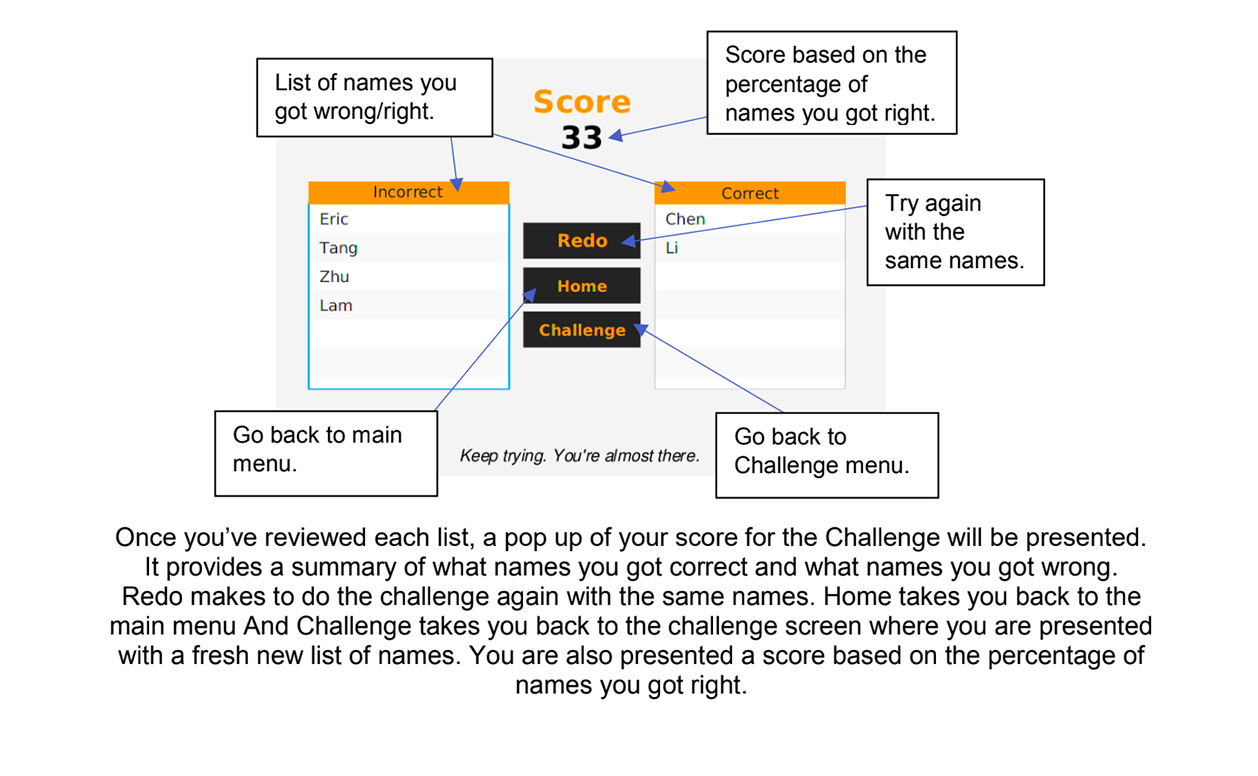 List of names you
got wrong/right.
Score
33
Score based on the
percentage of
names you got right.
Incorrect
Eric
Tang
Zhu
Lam
Redo
Home
Challenge
Correct
Chen
Li
Try again
with the
same names.
Go back to main
menu.
Keep trying. You're almost there.
Go back to
Challenge menu.
Once you’ve reviewed each list, a pop up of your score for the Challenge will be presented.
It provides a summary of what names you got correct and what names you got wrong.
Redo makes to do the challenge again with the same names. Home takes you back to the
main menu And Challenge takes you back to the challenge screen where you are presented
with a fresh new list of names. You are also presented a score based on the percentage of
names you got right.